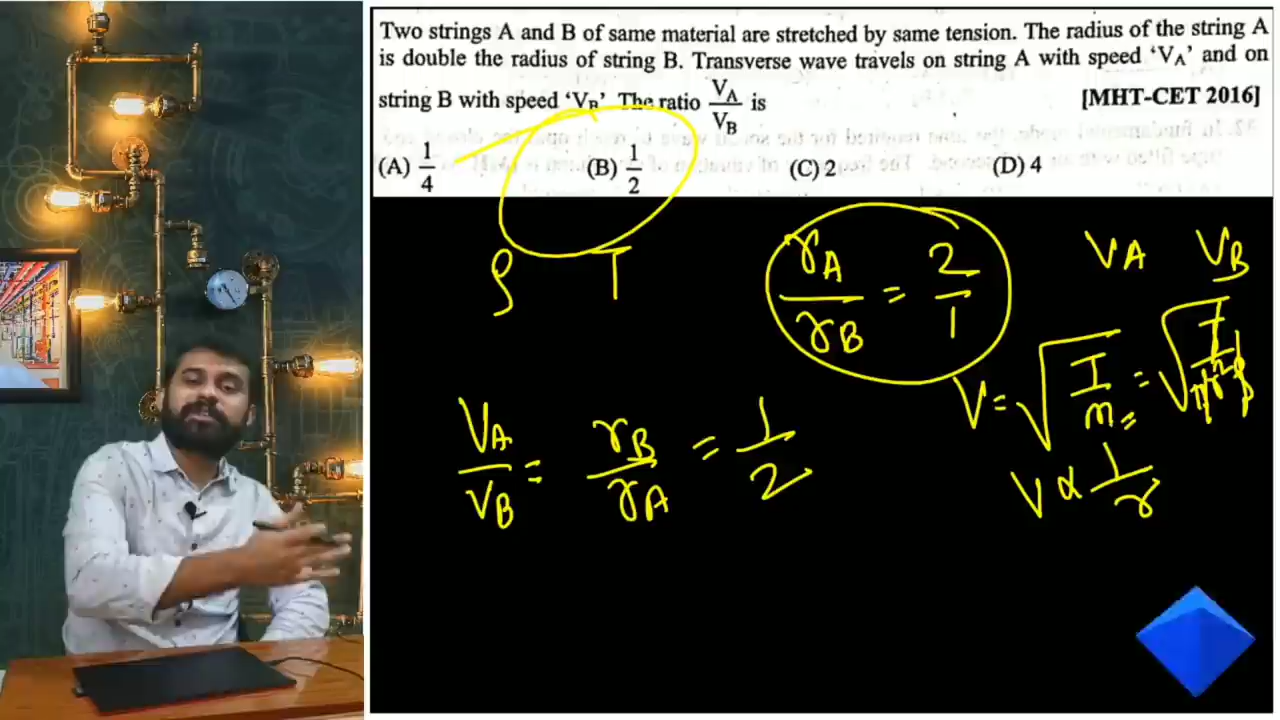 Two strings A and B of same material are stretched by same tension. The radius of the string A
is double the radius of string B. Transverse wave travels on string A with speed ‘V_A’ and on
string B with speed ‘V_B’. The ratio V_A/V_B is [MHT-CET 2016]
(A) 1/4 (B) 1/2 (C) 2 (D) 4
ρ T r_A/r_B = 2/1 V_A V_B
V = √(T/m) = √(T/πr²ρ)
V_A/V_B = r_B/r_A = 1/2
V ∝ 1/r